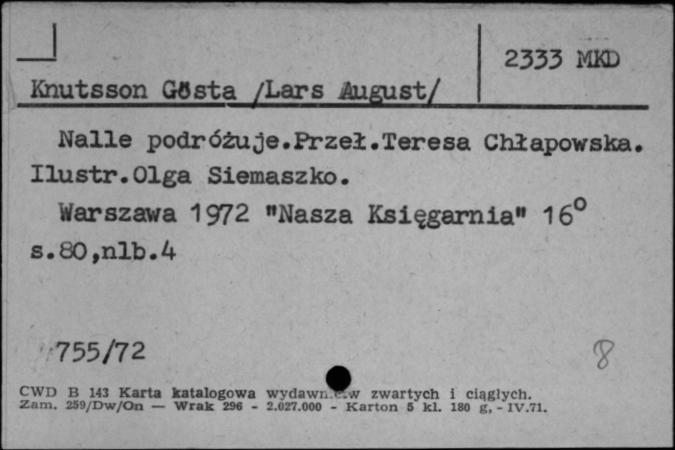 2333 MKD
Knutsson Gösta /Lars August/
Nalle podróżuje.Przeł.Teresa Chłapowska.
Ilustr.Olga Siemaszko.
Warszawa 1972 "Nasza Księgarnia" 16°
s.80,nlb.4
755/72
8
CWD B 143 Karta katalogowa zwartych i ciągłych.
Zam. 259/Dw/On — Wrak 296 - 2.027.000 - Karton 5 kl. 180 g, - IV.71.